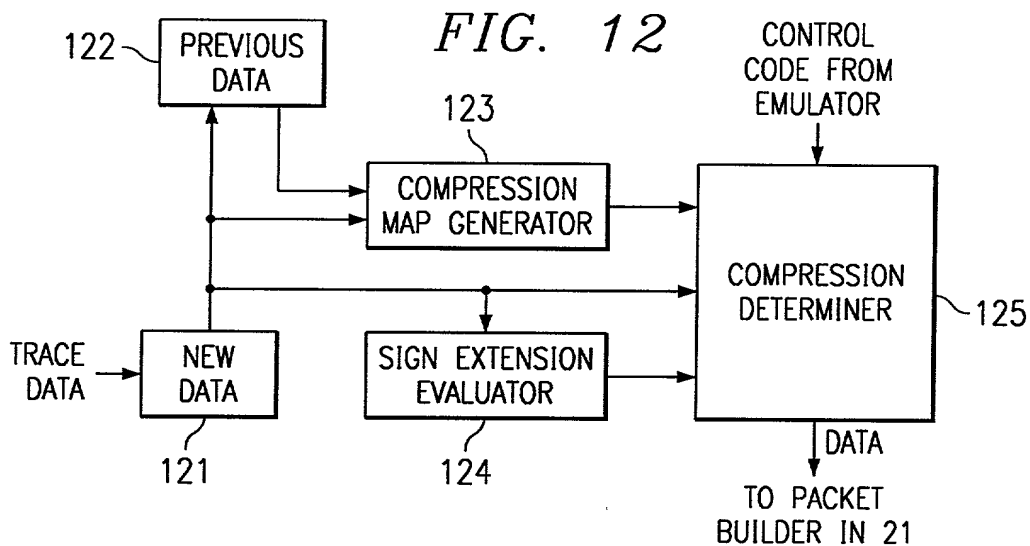 FIG. 12
122
PREVIOUS
DATA
CONTROL
CODE FROM
EMULATOR
123
COMPRESSION
MAP GENERATOR
COMPRESSION
DETERMINER
125
TRACE
DATA
NEW
DATA
121
SIGN EXTENSION
EVALUATOR
124
DATA
TO PACKET
BUILDER IN 21